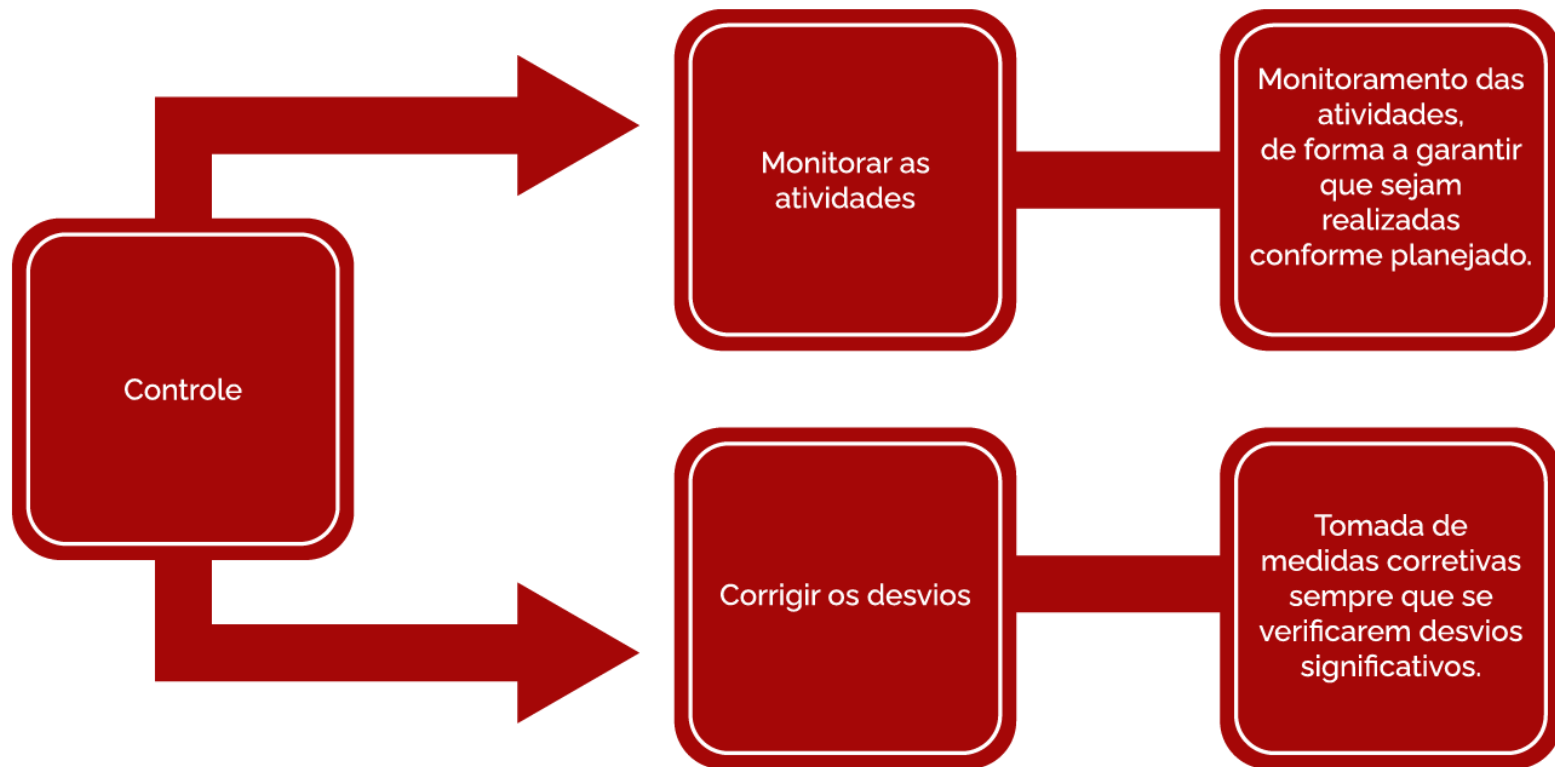 Controle
Monitorar as
atividades
Monitoramento das
atividades,
de forma a garantir
que sejam
realizadas
conforme planejado.
Corrigir os desvios
Tomada de
medidas corretivas
sempre que se
verificarem desvios
significativos.